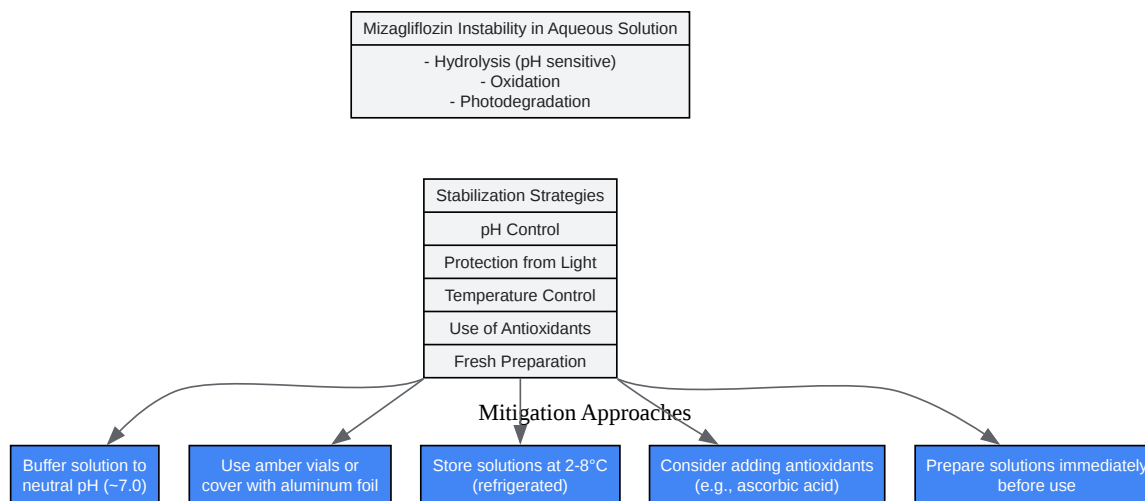 Mizagliflozin Instability in Aqueous Solution
- Hydrolysis (pH sensitive)
- Oxidation
- Photodegradation
Stabilization Strategies
pH Control
Protection from Light
Temperature Control
Use of Antioxidants
Fresh Preparation
Mitigation Approaches
Buffer solution to
neutral pH (~7.0)
Use amber vials or
cover with aluminum foil
Store solutions at 2-8°C
(refrigerated)
Consider adding antioxidants
(e.g., ascorbic acid)
Prepare solutions immediately
before use